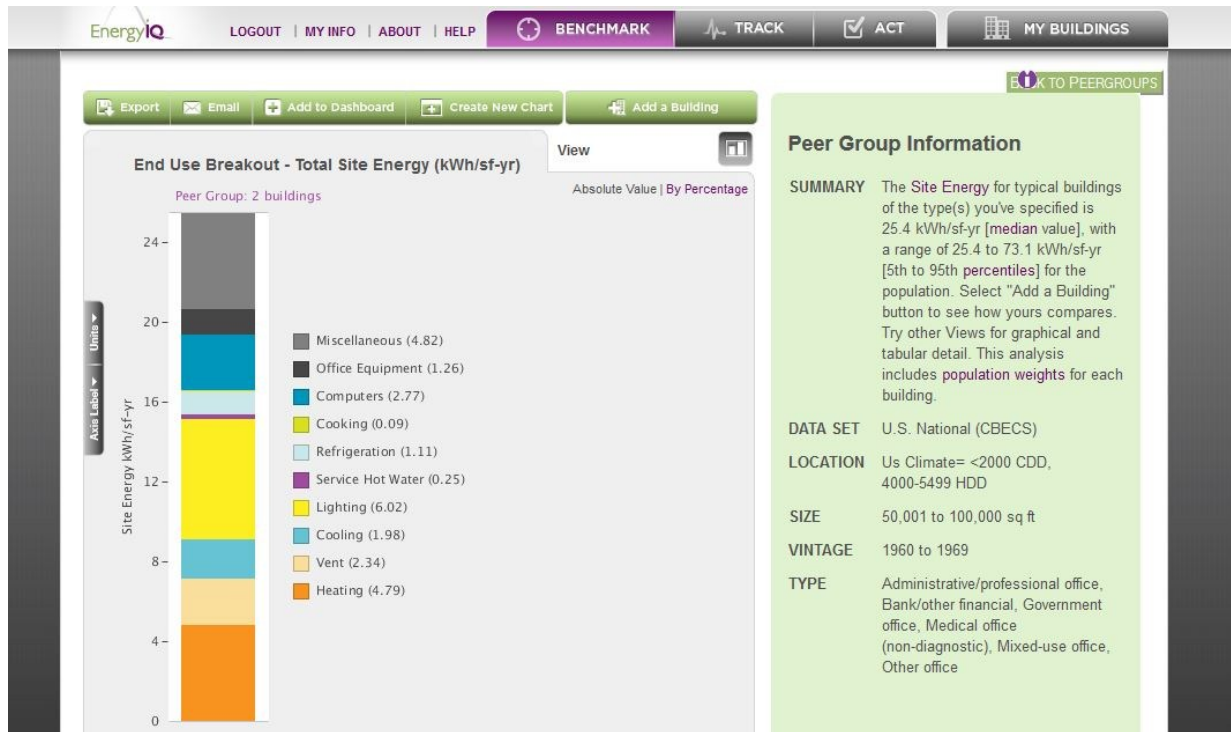 EnergyIQ
LOGOUT | MY INFO | ABOUT | HELP
BENCHMARK
TRACK
ACT
MY BUILDINGS
TO PEERGROUPS
Export
Email
Add to Dashboard
Create New Chart
Add a Building
End Use Breakout - Total Site Energy (kWh/sf-yr)
View
Peer Group: 2 buildings
Absolute Value | By Percentage
Units
Axis Label
Site Energy kWh/sf-yr
24
20
16
12
8
4
0
Miscellaneous (4.82)
Office Equipment (1.26)
Computers (2.77)
Cooking (0.09)
Refrigeration (1.11)
Service Hot Water (0.25)
Lighting (6.02)
Cooling (1.98)
Vent (2.34)
Heating (4.79)
Peer Group Information
SUMMARY The Site Energy for typical buildings
of the type(s) you've specified is
25.4 kWh/sf-yr [median value], with
a range of 25.4 to 73.1 kWh/sf-yr
[5th to 95th percentiles] for the
population. Select "Add a Building"
button to see how yours compares.
Try other Views for graphical and
tabular detail. This analysis
includes population weights for each
building.
DATA SET U.S. National (CBECS)
LOCATION Us Climate= <2000 CDD,
4000-5499 HDD
SIZE 50,001 to 100,000 sq ft
VINTAGE 1960 to 1969
TYPE Administrative/professional office,
Bank/other financial, Government
office, Medical office
(non-diagnostic), Mixed-use office,
Other office